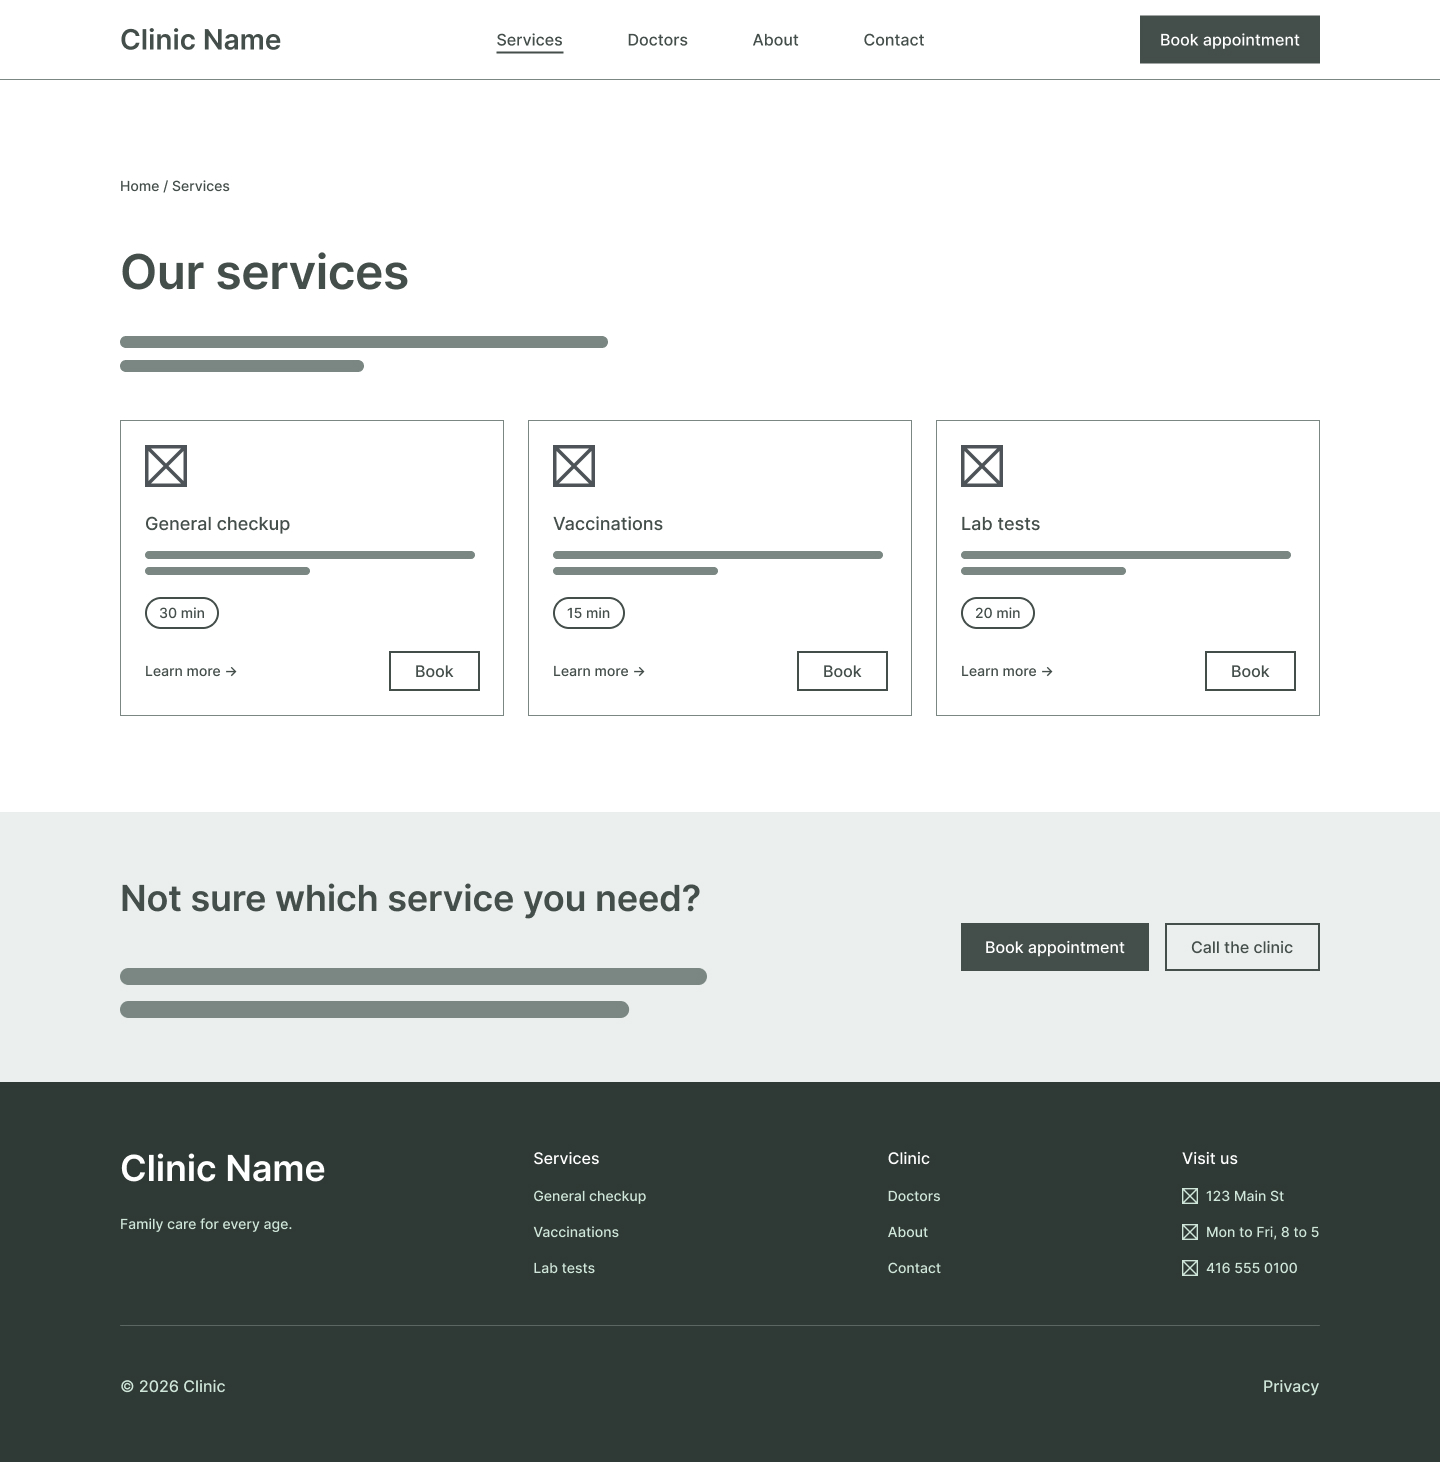 Clinic Name
Services
Doctors
About
Contact
Book appointment
Home / Services
Our services
General checkup
30 min
Learn more →
Book
Vaccinations
15 min
Learn more →
Book
Lab tests
20 min
Learn more →
Book
Not sure which service you need?
Book appointment
Call the clinic
Clinic Name
Family care for every age.
Services
General checkup
Vaccinations
Lab tests
Clinic
Doctors
About
Contact
Visit us
123 Main St
Mon to Fri, 8 to 5
416 555 0100
© 2026 Clinic
Privacy